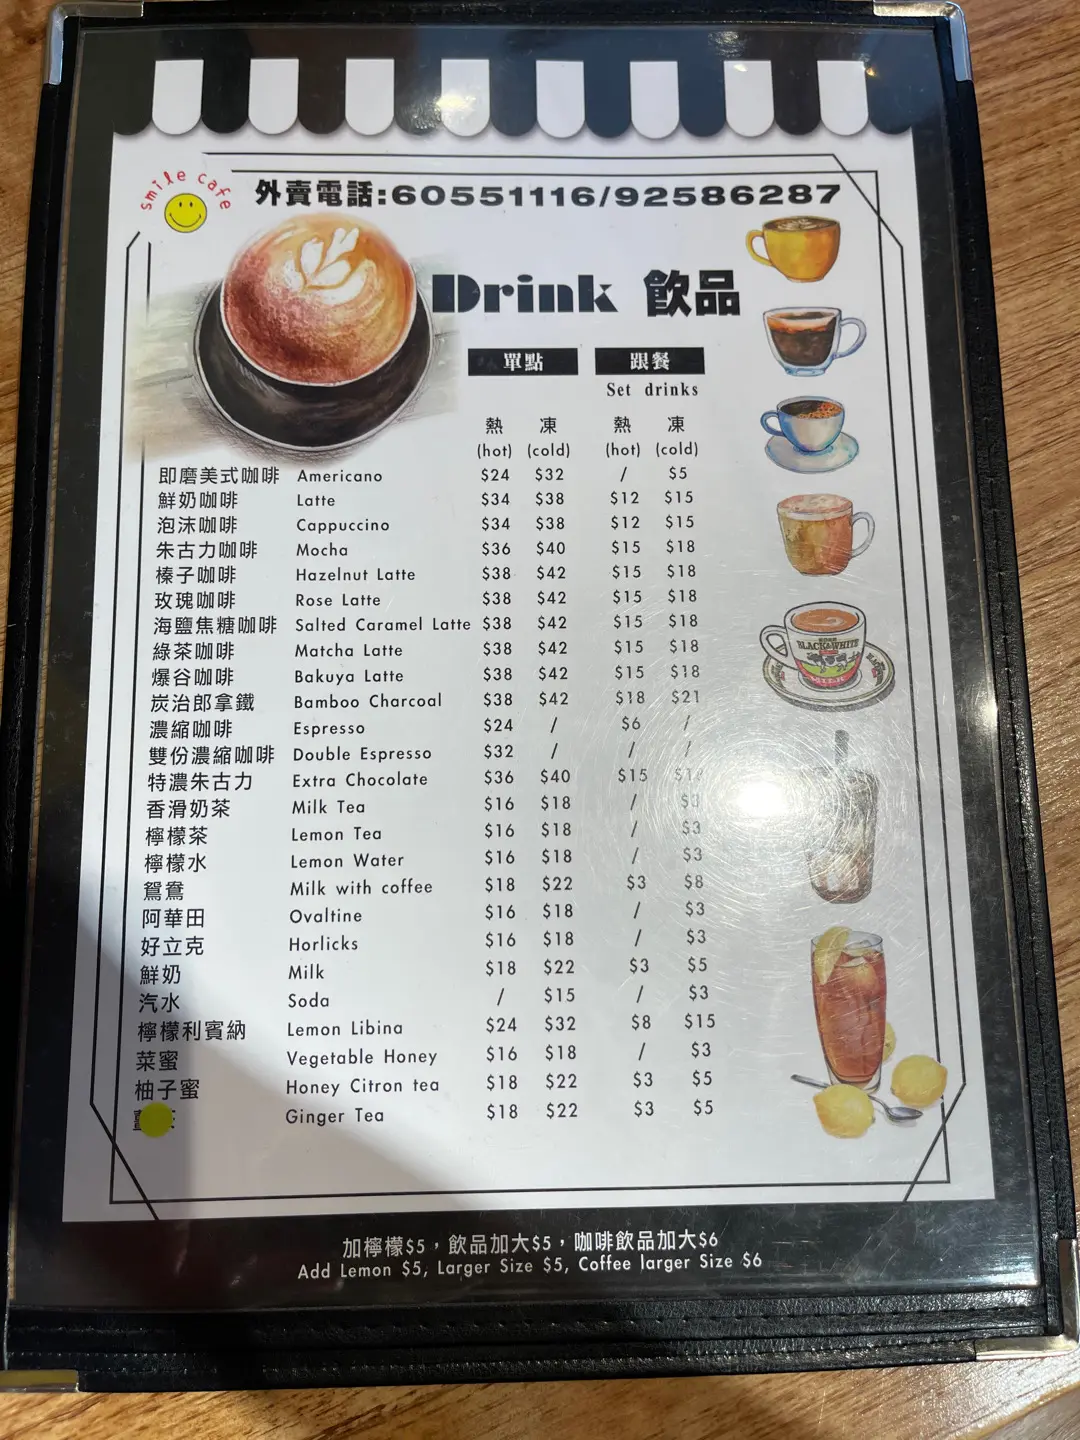 smile cafe
外賣電話:60551116/92586287
Drink 飲品
單點 跟餐
Set drinks
熱 凍 熱 凍
(hot) (cold) (hot) (cold)
即磨美式咖啡 Americano $24 $32 / $5
鮮奶咖啡 Latte $34 $38 $12 $15
泡沫咖啡 Cappuccino $34 $38 $12 $15
朱古力咖啡 Mocha $36 $40 $15 $18
榛子咖啡 Hazelnut Latte $38 $42 $15 $18
玫瑰咖啡 Rose Latte $38 $42 $15 $18
海鹽焦糖咖啡 Salted Caramel Latte $38 $42 $15 $18
綠茶咖啡 Matcha Latte $38 $42 $15 $18
爆谷咖啡 Bakuya Latte $38 $42 $15 $18
炭治郎拿鐵 Bamboo Charcoal $38 $42 $18 $21
濃縮咖啡 Espresso $24 / $6 /
雙份濃縮咖啡 Double Espresso $32 / / /
特濃朱古力 Extra Chocolate $36 $40 $15
香滑奶茶 Milk Tea $16 $18 / $3
檸檬茶 Lemon Tea $16 $18 / $3
檸檬水 Lemon Water $16 $18 / $3
鴛鴦 Milk with coffee $18 $22 $3 $8
阿華田 Ovaltine $16 $18 / $3
好立克 Horlicks $16 $18 / $3
鮮奶 Milk $18 $22 $3 $5
汽水 Soda / $15 / $3
檸檬利賓納 Lemon Libina $24 $32 $8 $15
菜蜜 Vegetable Honey $16 $18 / $3
柚子蜜 Honey Citron tea $18 $22 $3 $5
Ginger Tea $18 $22 $3 $5
BLACK&WHITE
加檸檬$5，飲品加大$5，咖啡飲品加大$6
Add Lemon $5, Larger Size $5, Coffee larger Size $6